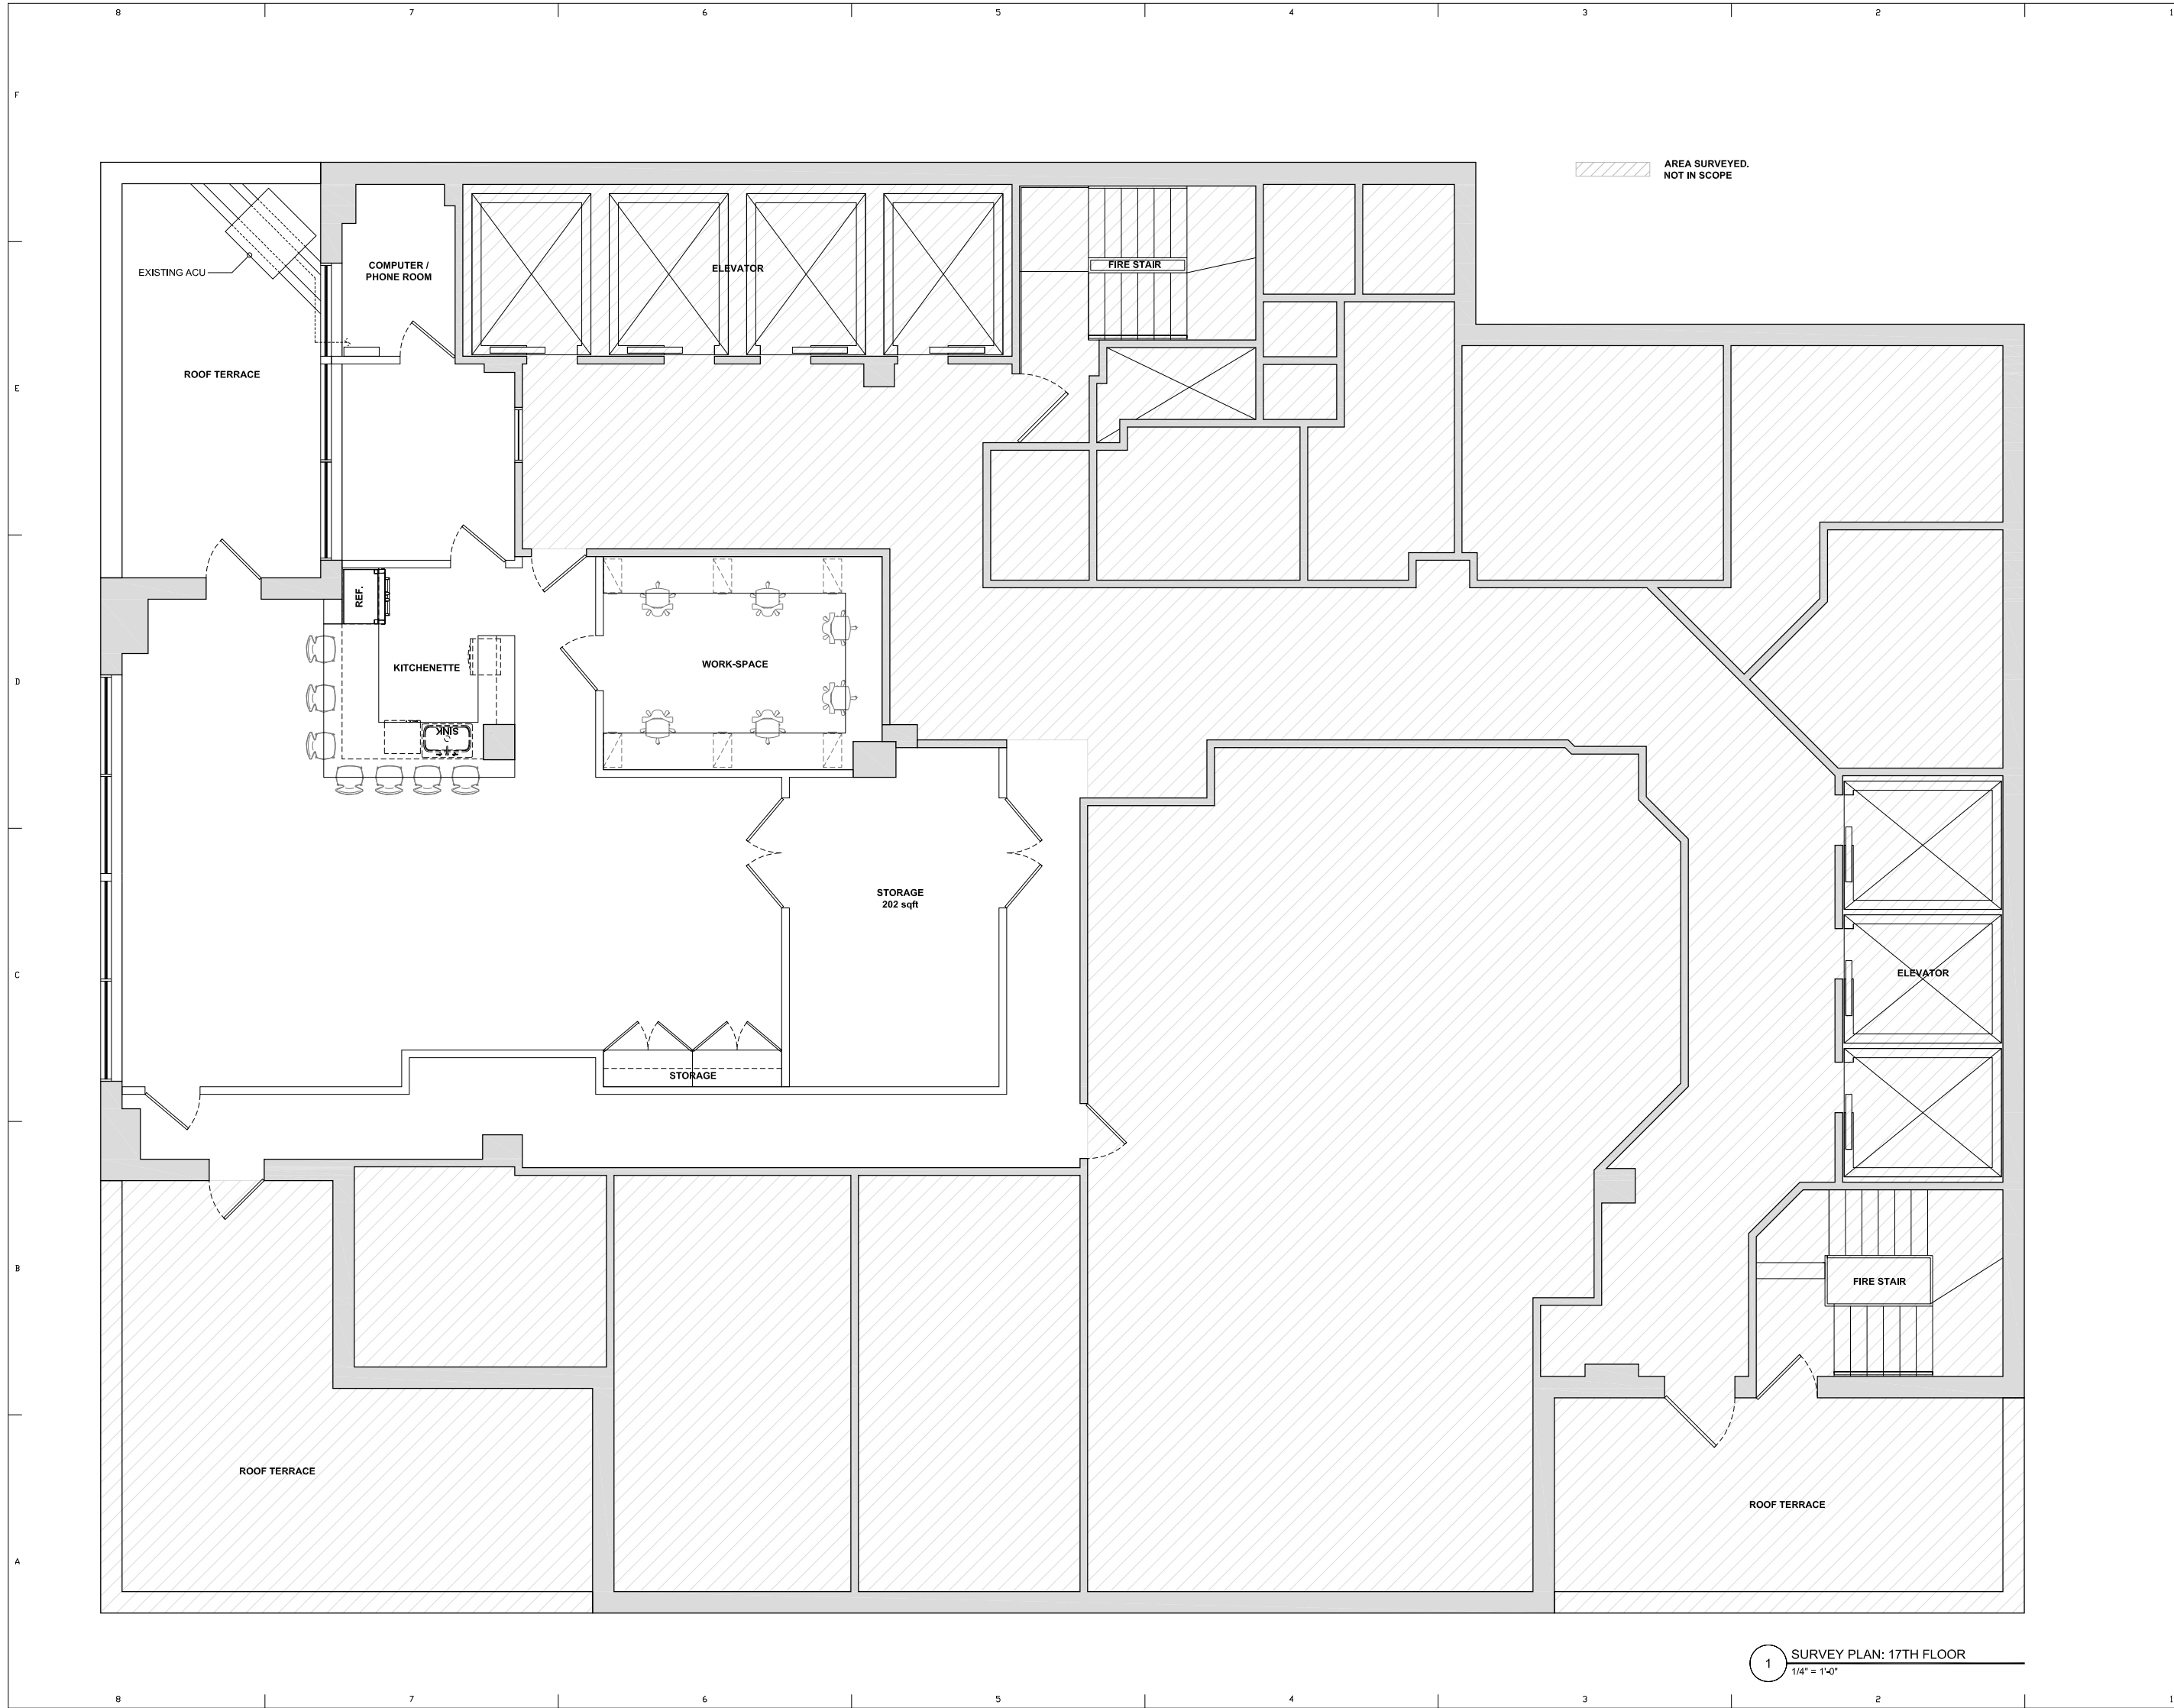 8 7 6 5 4 3 2 1
F
AREA SURVEYED.
NOT IN SCOPE
COMPUTER /
PHONE ROOM
ELEVATOR
FIRE STAIR
EXISTING ACU
ROOF TERRACE
E
REF.
KITCHENETTE
WORK-SPACE
D
SINK
STORAGE
202 sqft
C
ELEVATOR
STORAGE
B
FIRE STAIR
ROOF TERRACE
ROOF TERRACE
A
1
SURVEY PLAN: 17TH FLOOR
1/4" = 1'-0"
8 7 6 5 4 3 2 1